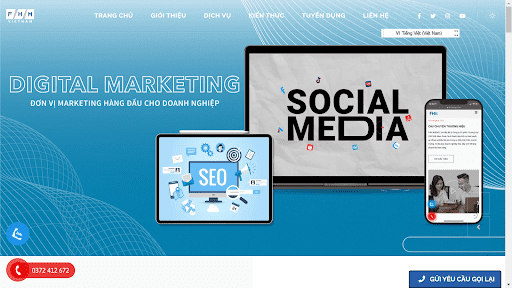 FHM
VIETNAM
TRANG CHỦ GIỚI THIỆU DỊCH VỤ KIẾN THỨC TUYỂN DỤNG LIÊN HỆ
VI Tiếng Việt (Việt Nam)
DIGITAL MARKETING
ĐƠN VỊ MARKETING HÀNG ĐẦU CHO DOANH NGHIỆP
SOCIAL
MEDIA
SEO
0372 412 672
GỬI YÊU CẦU GỌI LẠI